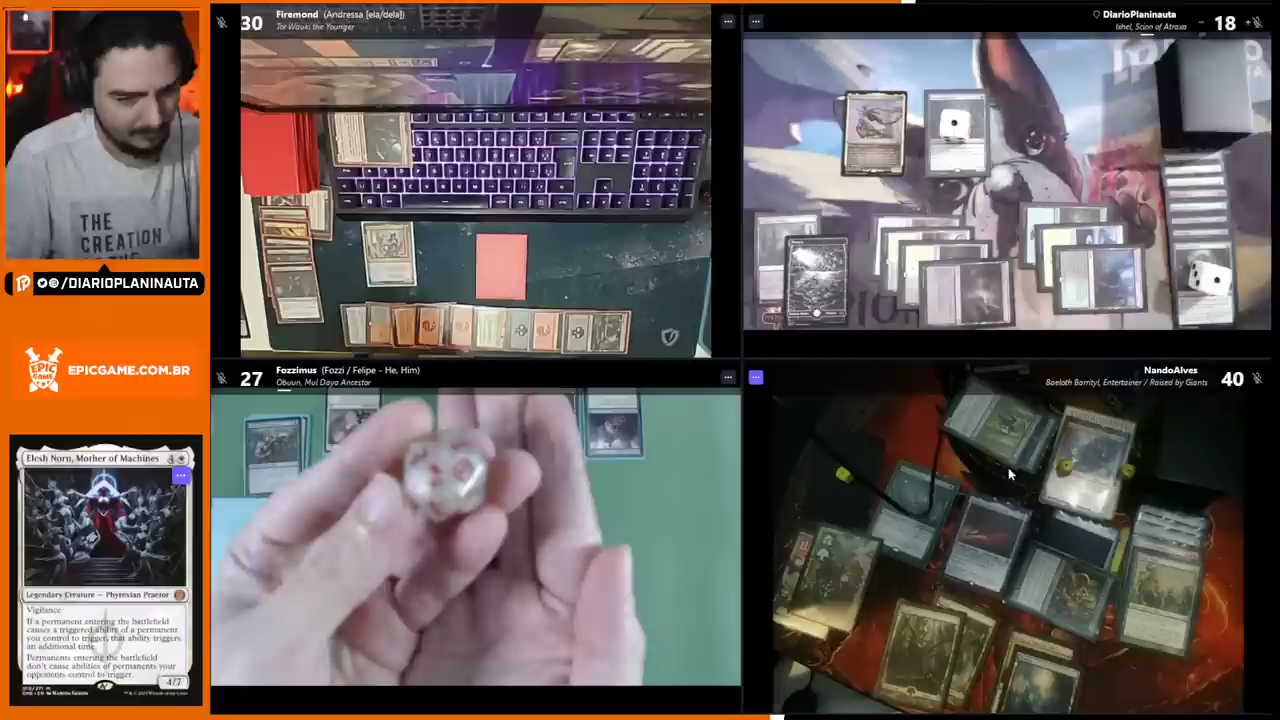 THE
CREATION
/DIARIOPLANINAUTA
EPIC
GAME
EPICGAME.COM.BR
Elesh Norn, Mother of Machines
Legendary Creature — Phyrexian Praetor
Vigilance
If a permanent entering the battlefield
causes a triggered ability of a permanent
you control to trigger, that ability triggers
an additional time.
Permanents entering the battlefield
don't cause abilities of permanents your
opponents control to trigger.
4/7
30
Firemond (Andressa [ela/dela])
Tor Wauki the Younger
DiarioPlaninauta
Ixhel, Scion of Atraxa
18
27
Fozzimus (Fozzi / Felipe - He, Him)
Obuun, Mul Daya Ancestor
NandoAlves
Baeloth Barrityl, Entertainer / Raised by Giants
40